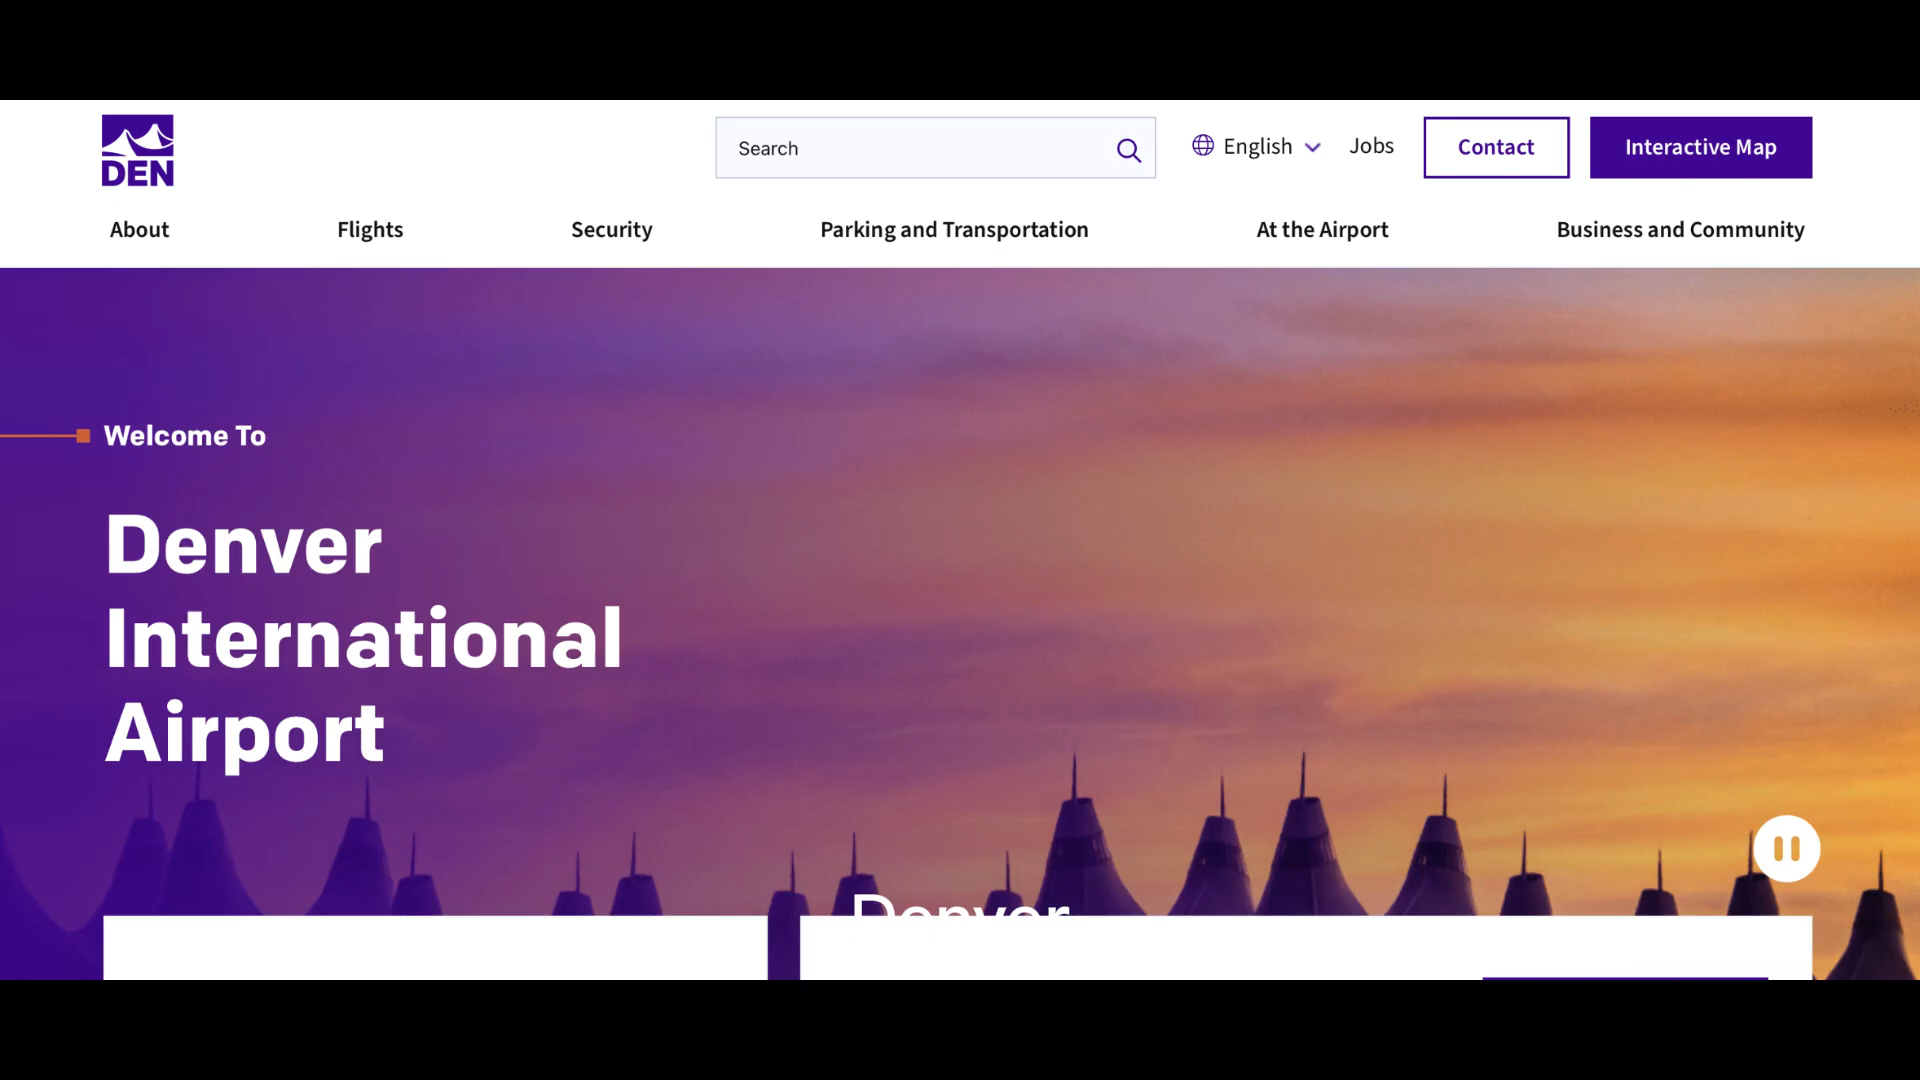 DEN
Search
English
Jobs
Contact
Interactive Map
About
Flights
Security
Parking and Transportation
At the Airport
Business and Community
Welcome To
Denver
International
Airport
Denver